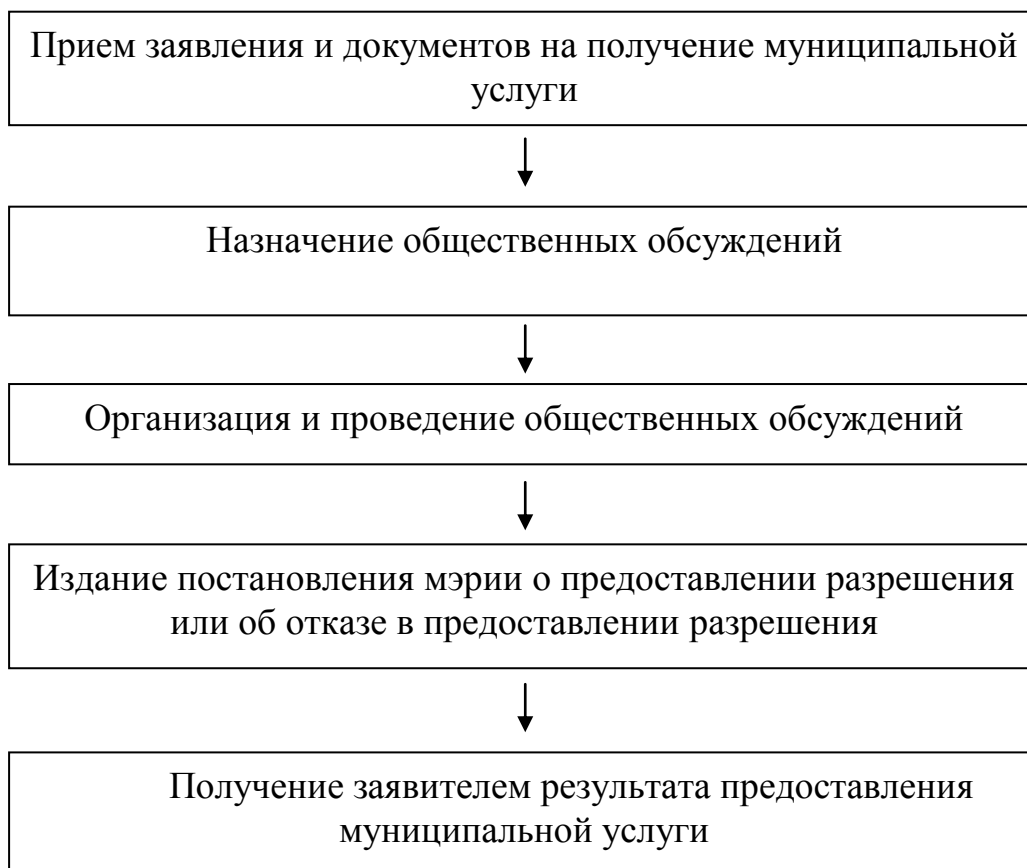 Прием заявления и документов на получение муниципальной
услуги
Назначение общественных обсуждений
Организация и проведение общественных обсуждений
Издание постановления мэрии о предоставлении разрешения
или об отказе в предоставлении разрешения
Получение заявителем результата предоставления
муниципальной услуги